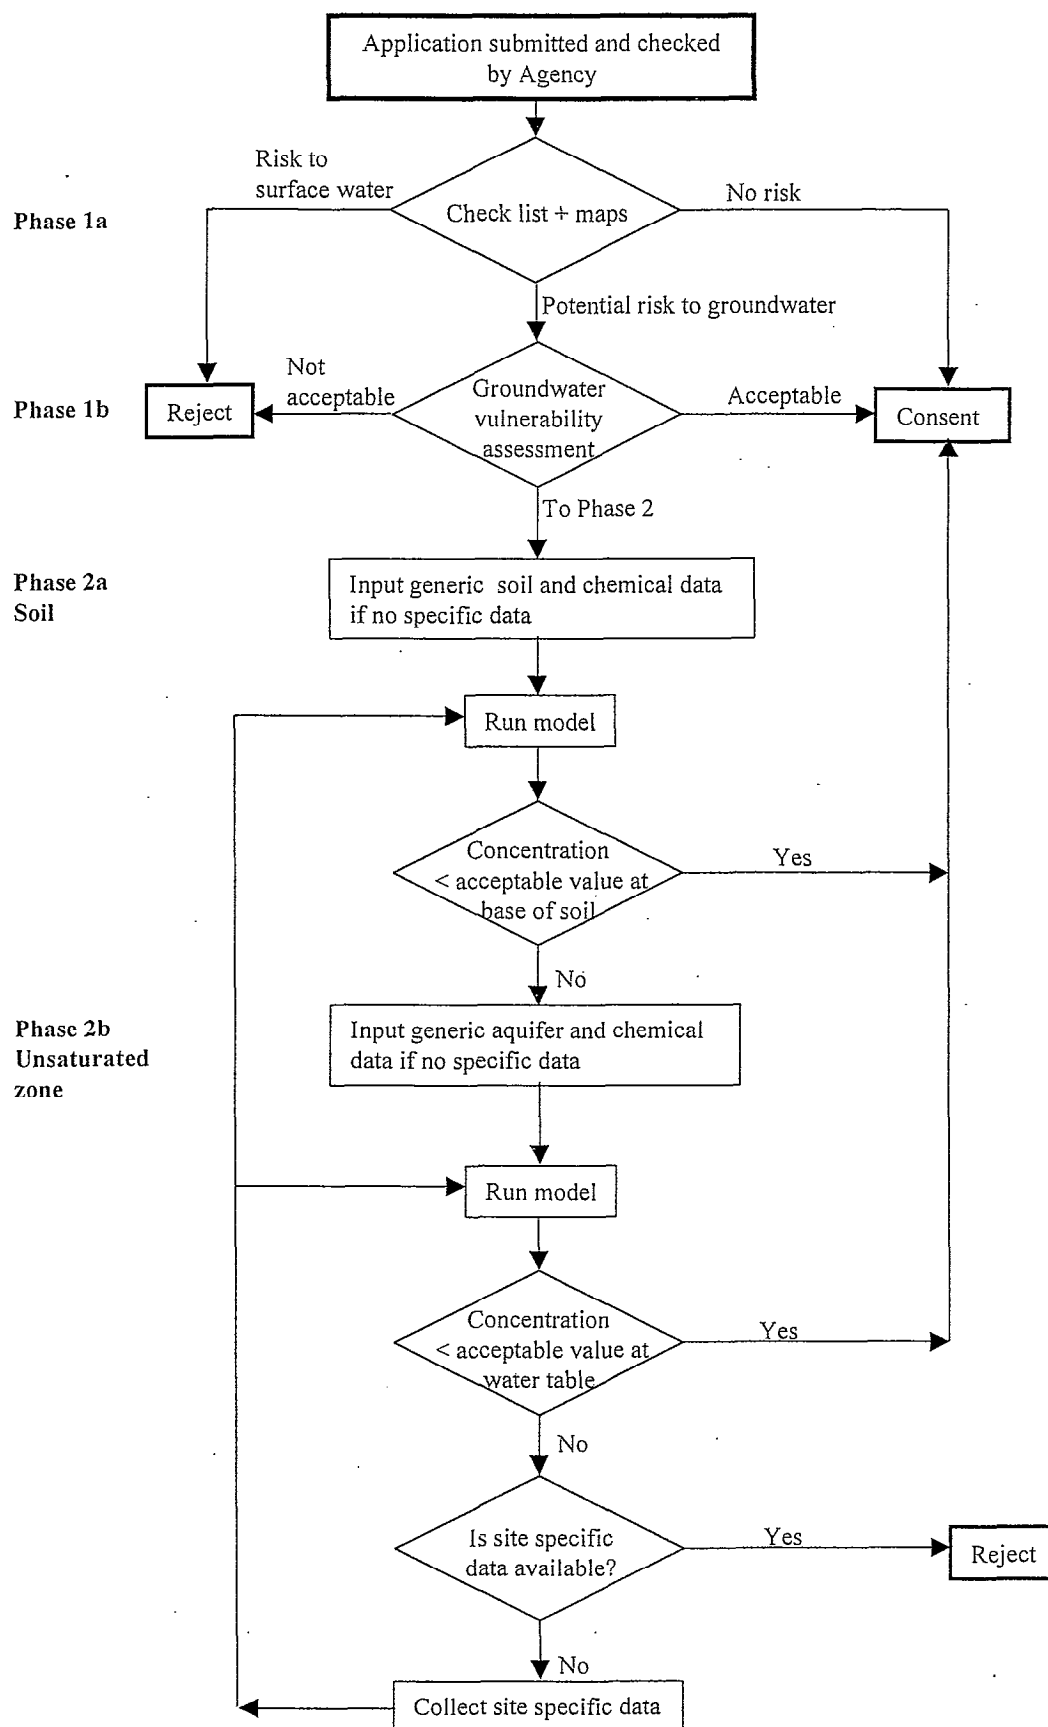 Application submitted and checked
by Agency
Risk to
surface water
No risk
Phase 1a
Check list + maps
Potential risk to groundwater
Not
acceptable
Groundwater
vulnerability
assessment
Acceptable
Phase 1b
Reject
Consent
To Phase 2
Phase 2a
Soil
Input generic soil and chemical data
if no specific data
Run model
Concentration
< acceptable value at
base of soil
Yes
No
Phase 2b
Unsaturated
zone
Input generic aquifer and chemical
data if no specific data
Run model
Concentration
< acceptable value at
water table
Yes
No
Is site specific
data available?
Yes
Reject
No
Collect site specific data